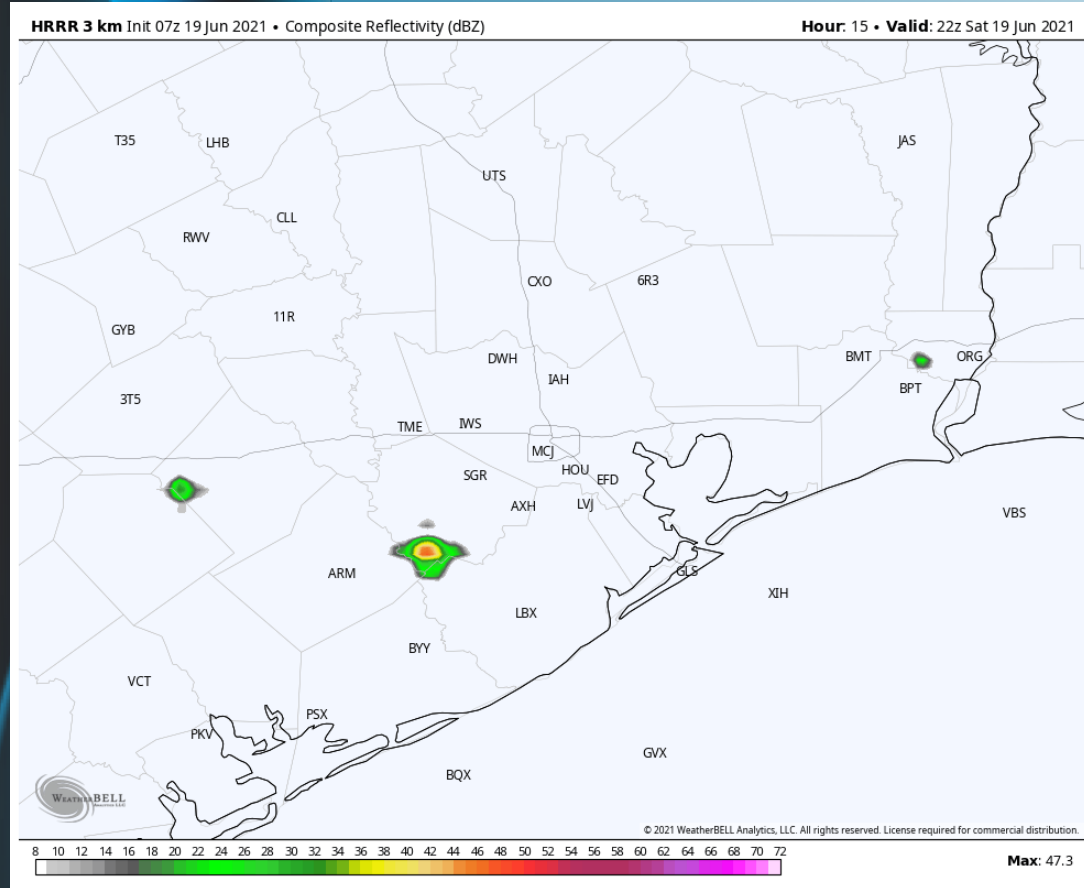 HRRR 3 km Init 07z 19 Jun 2021 • Composite Reflectivity (dBZ) Hour: 15 • Valid: 22z Sat 19 Jun 2021
T35 LHB JAS
UTS
CLL
RWV
CXO 6R3
11R
GYB
DWH BMT ORG
IAH
BPT
3T5
TME IWS
MCJ
SGR HOU
EFD
AXH LVJ
VBS
ARM GLS
XIH
LBX
BYY
VCT
PSX
PKV
GVX
BQX
WEATHERBELL
© 2021 WeatherBELL Analytics, LLC. All rights reserved. License required for commercial distribution.
8 10 12 14 16 18 20 22 24 26 28 30 32 34 36 38 40 42 44 46 48 50 52 54 56 58 60 62 64 66 68 70 72
Max: 47.3